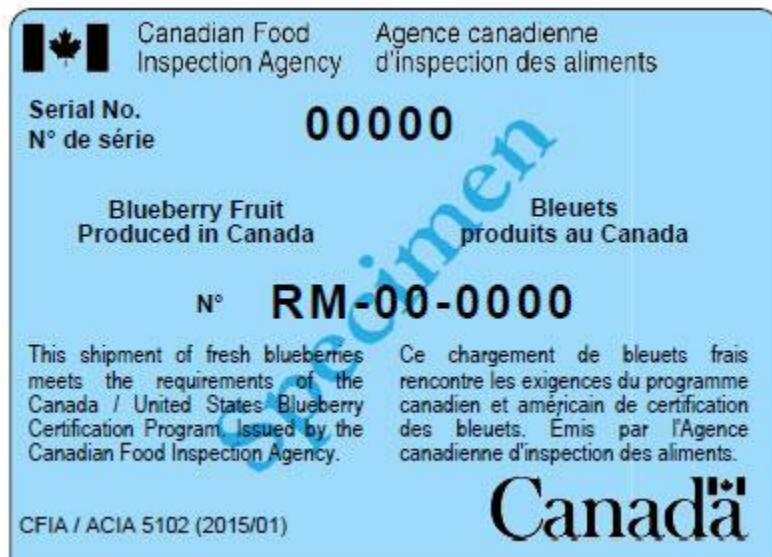 Canadian Food
Inspection Agency
Agence canadienne
d'inspection des aliments
Serial No.
N° de série
00000
Blueberry Fruit
Produced in Canada
Bleuets
produits au Canada
N° RM-00-0000
This shipment of fresh blueberries
meets the requirements of the
Canada / United States Blueberry
Certification Program. Issued by the
Canadian Food Inspection Agency.
Ce chargement de bleuets frais
rencontre les exigences du programme
canadien et américain de certification
des bleuets. Émis par l'Agence
canadienne d'inspection des aliments.
Specimen
CFIA / ACIA 5102 (2015/01)
Canada